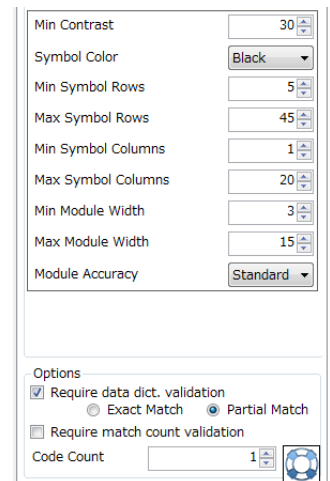 Min Contrast 30
Symbol Color Black
Min Symbol Rows 5
Max Symbol Rows 45
Min Symbol Columns 1
Max Symbol Columns 20
Min Module Width 3
Max Module Width 15
Module Accuracy Standard
Options
Require data dict. validation
Exact Match Partial Match
Require match count validation
Code Count 1